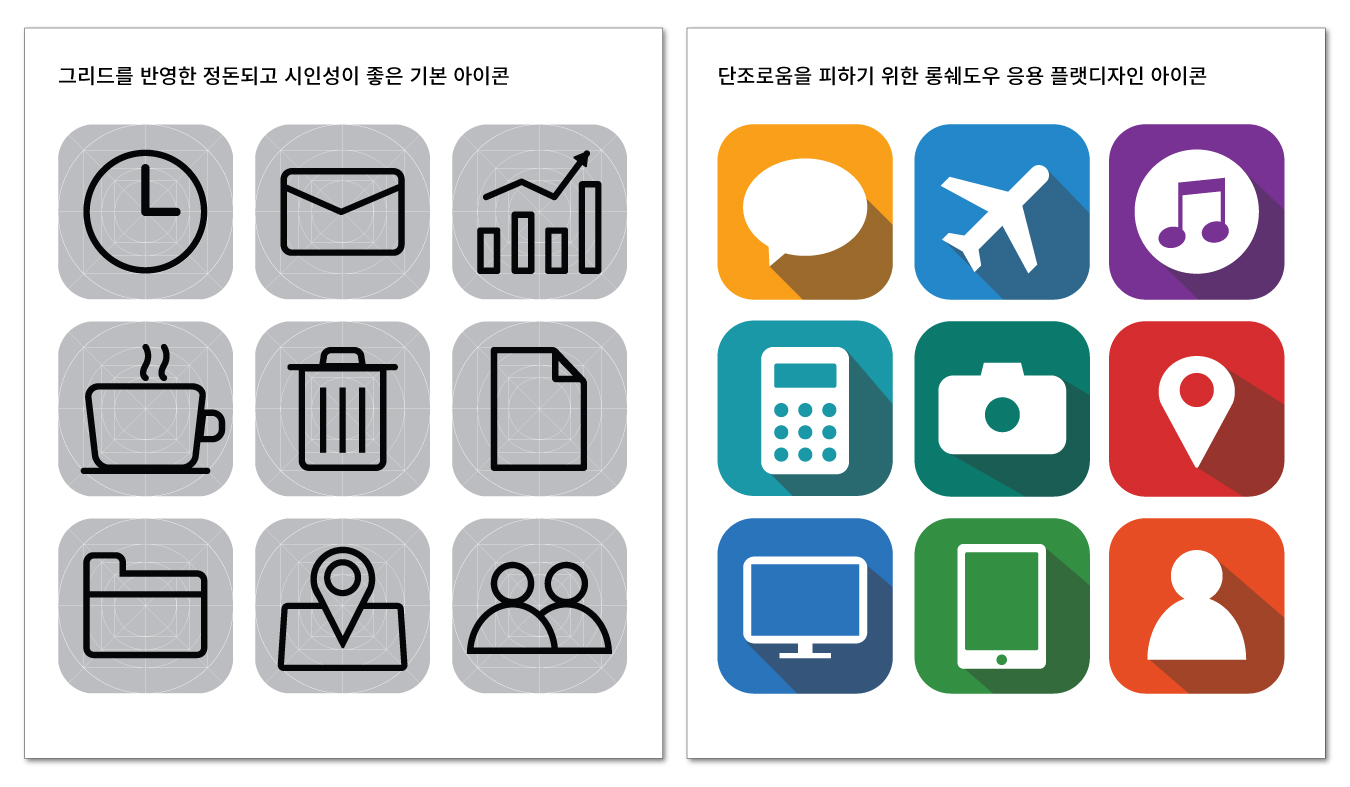 그리드를 반영한 정돈되고 시인성이 좋은 기본 아이콘
단조로움을 피하기 위한 롱쉐도우 응용 플랫디자인 아이콘